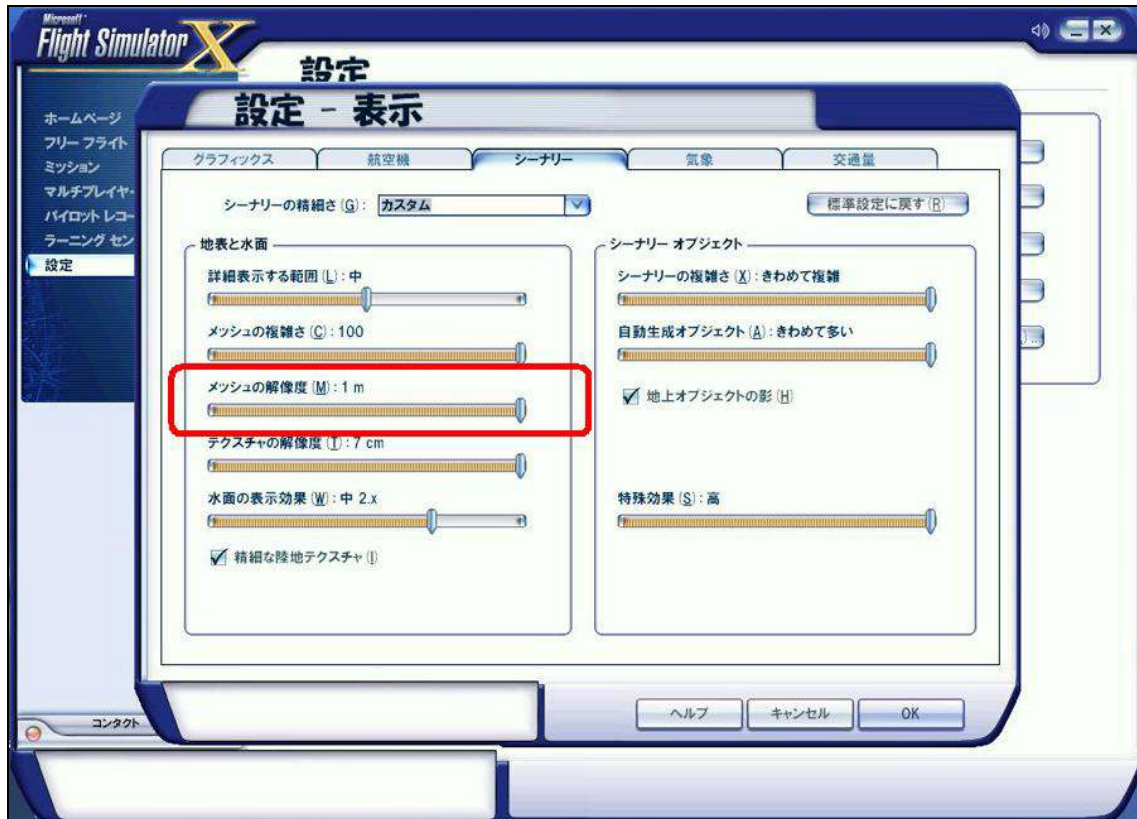 Microsoft
Flight Simulator X
設定
設定 - 表示
ホームページ
フリー フライト
ミッション
マルチプレイヤー
パイロット レコー
ラーニング セン
設定
グラフィックス
航空機
シーナリー
気象
交通量
シーナリーの精細さ (G): カスタム
標準設定に戻す (R)
地表と水面
詳細表示する範囲 (L): 中
メッシュの複雑さ (C): 100
メッシュの解像度 (M): 1 m
テクスチャの解像度 (T): 7 cm
水面の表示効果 (W): 中 2.x
精細な陸地テクスチャ (I)
シーナリー オブジェクト
シーナリーの複雑さ (X): きわめて複雑
自動生成オブジェクト (A): きわめて多い
地上オブジェクトの影 (H)
特殊効果 (S): 高
ヘルプ
キャンセル
OK
コンタクト